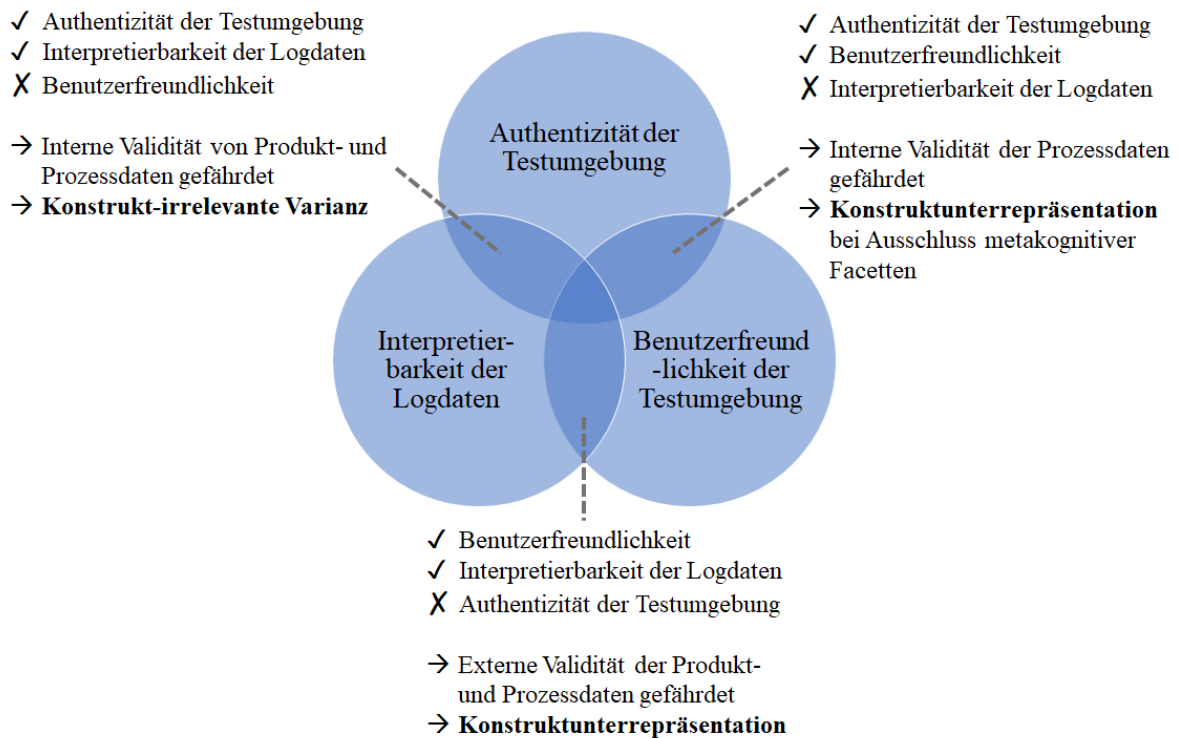 ✓ Authentizität der Testumgebung
✓ Interpretierbarkeit der Logdaten
✗ Benutzerfreundlichkeit
→ Interne Validität von Produkt- und
Prozessdaten gefährdet
→ Konstrukt-irrelevante Varianz
✓ Authentizität der Testumgebung
✓ Benutzerfreundlichkeit
✗ Interpretierbarkeit der Logdaten
→ Interne Validität der Prozessdaten
gefährdet
→ Konstruktunterrepräsentation
bei Ausschluss metakognitiver
Facetten
Authentizität der
Testumgebung
Interpretier-
barkeit der
Logdaten
Benutzerfreund
-lichkeit der
Testumgebung
✓ Benutzerfreundlichkeit
✓ Interpretierbarkeit der Logdaten
✗ Authentizität der Testumgebung
→ Externe Validität der Produkt-
und Prozessdaten gefährdet
→ Konstruktunterrepräsentation